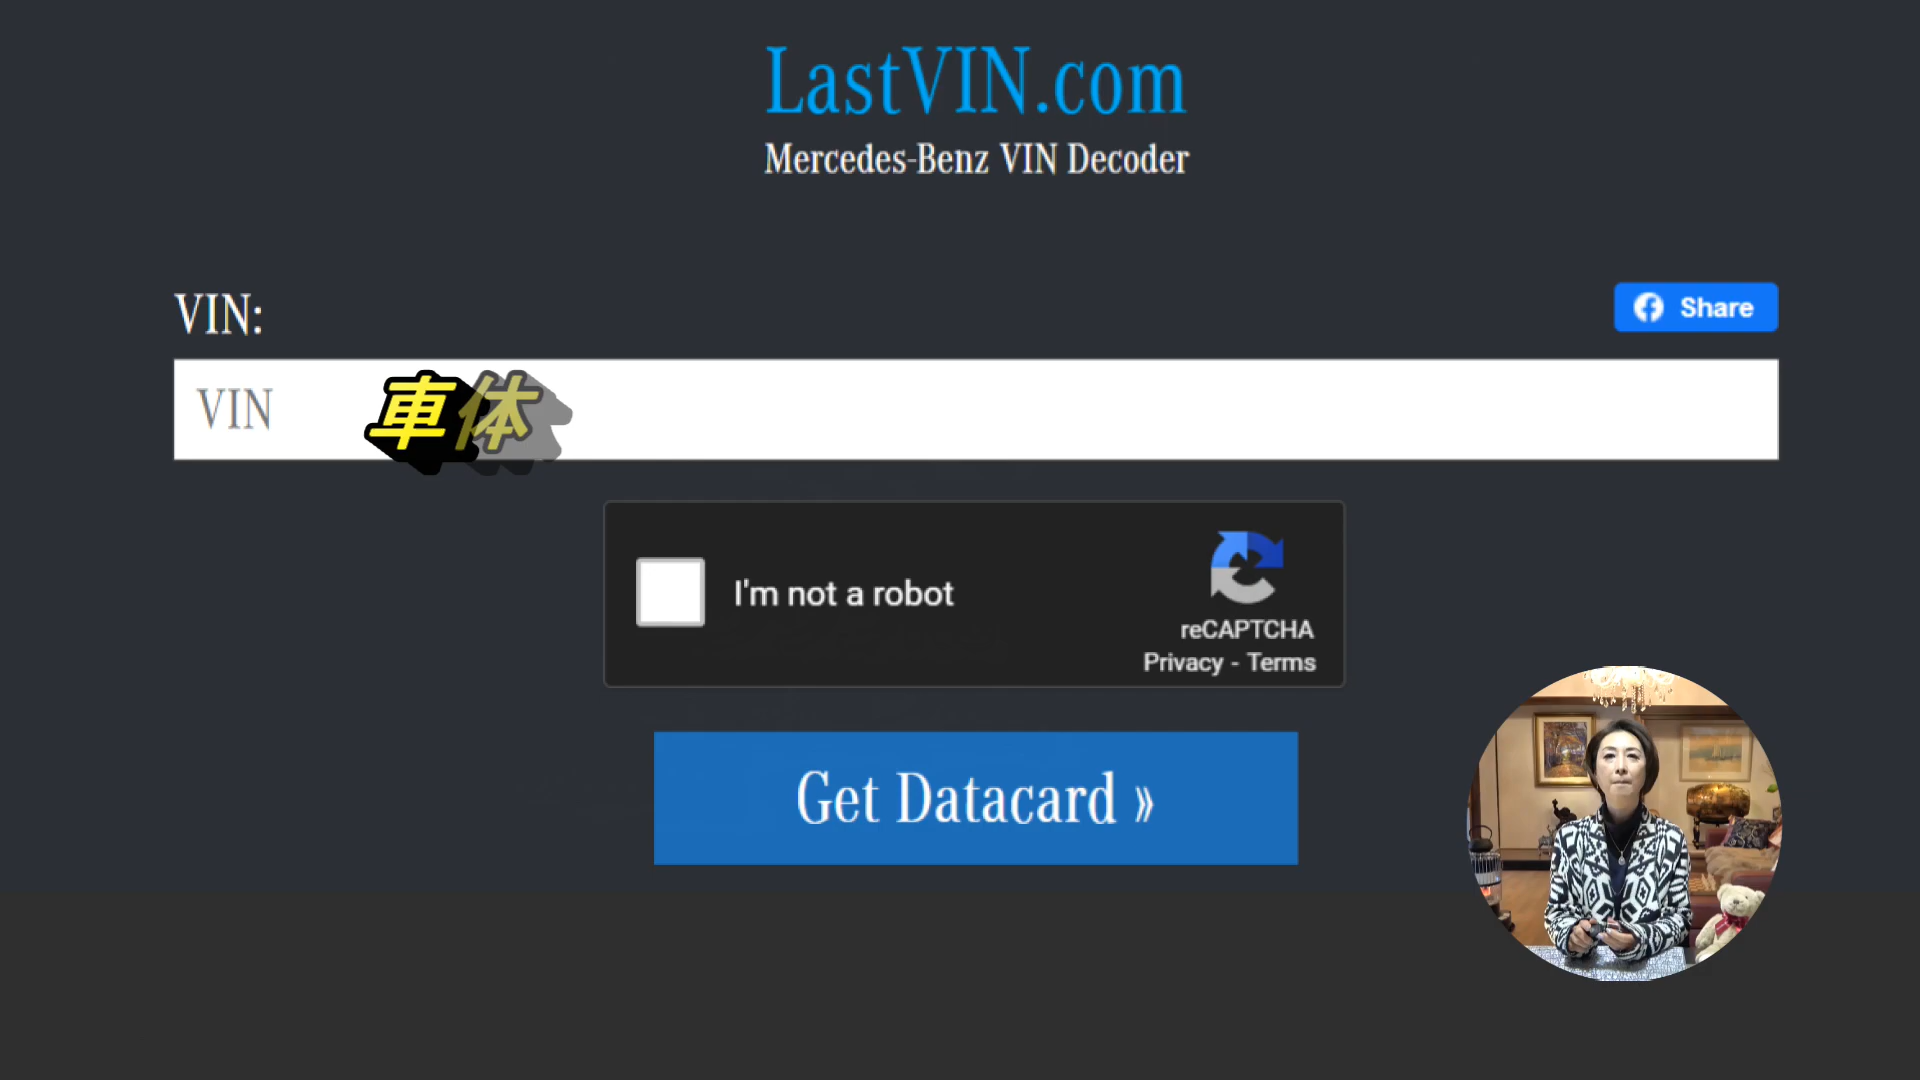 LastVIN.com
Mercedes-Benz VIN Decoder
VIN:
Share
VIN 車体
I'm not a robot
reCAPTCHA
Privacy - Terms
Get Datacard »